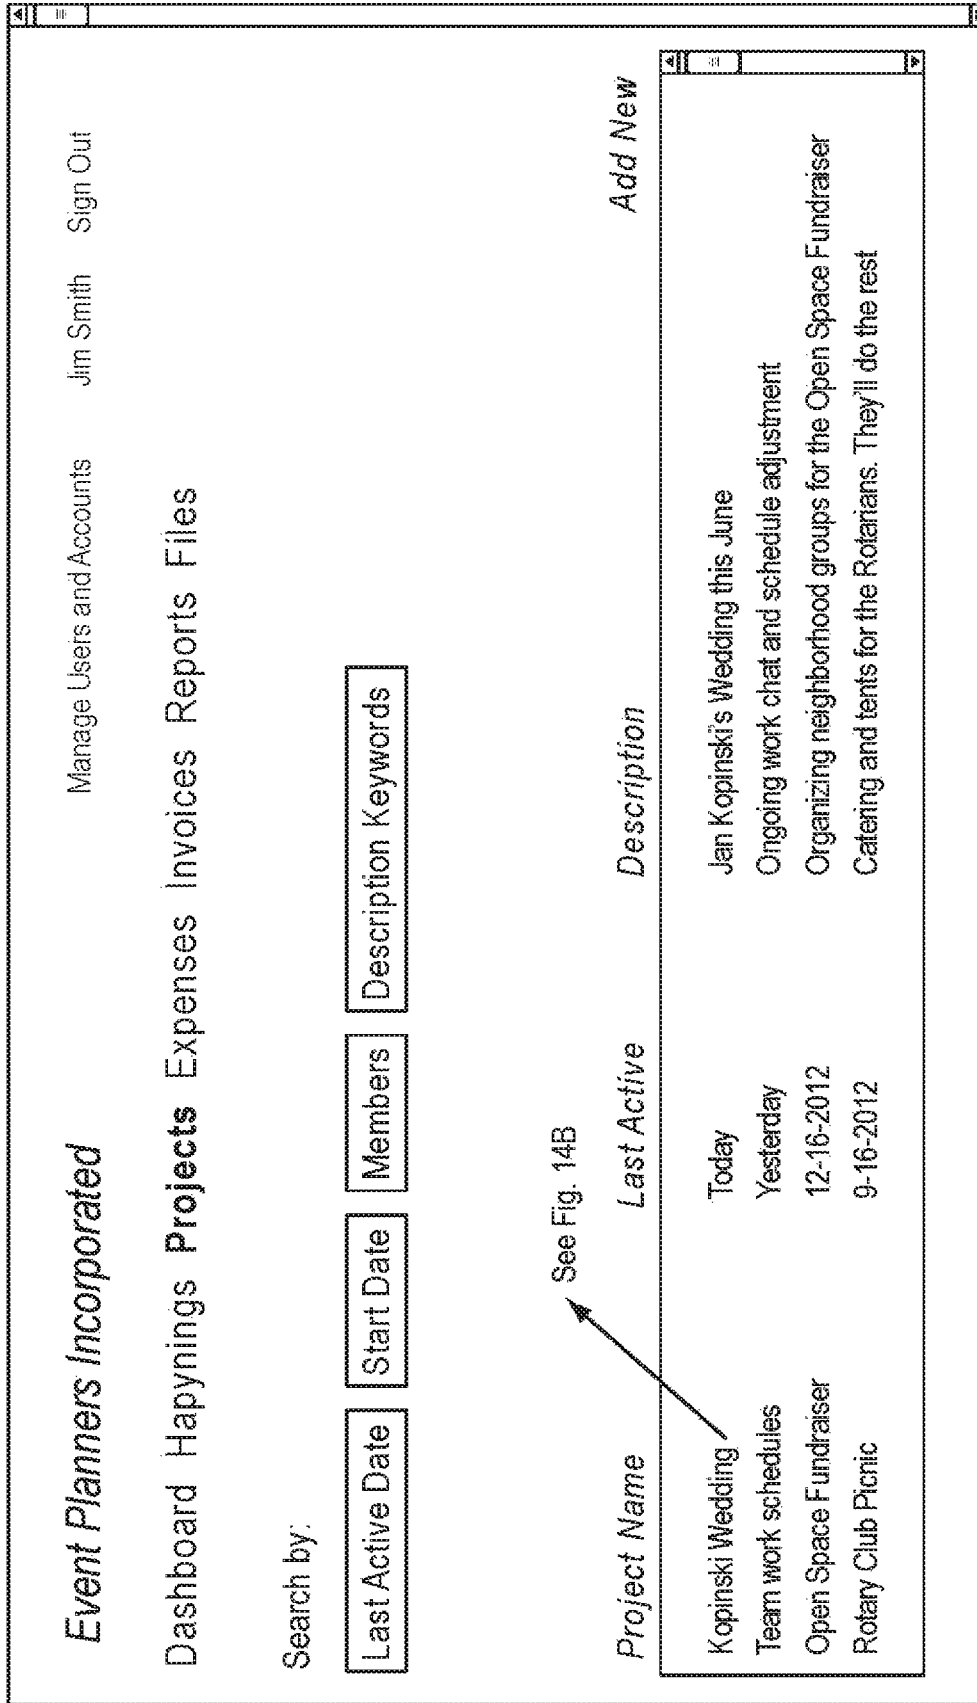 Event Planners Incorporated Manage Users and Accounts Jim Smith Sign Out
Dashboard Hapynings Projects Expenses Invoices Reports Files
Search by:
Last Active Date Start Date Members Description Keywords
See Fig. 14B
Project Name Last Active Description Add New
Kopinski Wedding Today Jan Kopinski's Wedding this June
Team work schedules Yesterday Ongoing work chat and schedule adjustment
Open Space Fundraiser 12-16-2012 Organizing neighborhood groups for the Open Space Fundraiser
Rotary Club Picnic 9-16-2012 Catering and tents for the Rotarians. They'll do the rest